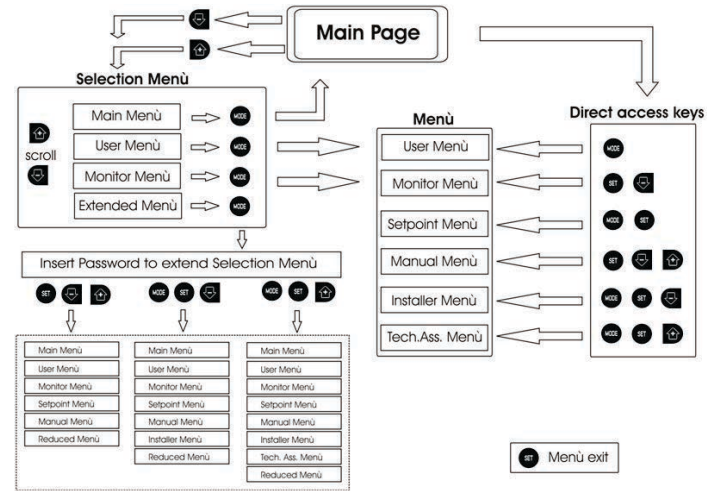 Main Page
Selection Menù
Main Menù MODE
User Menù MODE
scroll
Monitor Menù MODE
Extended Menù MODE
Insert Password to extend Selection Menù
SET - +
MODE SET -
MODE SET +
Main Menù
User Menù
Monitor Menù
Setpoint Menù
Manual Menù
Reduced Menù
Main Menù
User Menù
Monitor Menù
Setpoint Menù
Manual Menù
Installer Menù
Reduced Menù
Main Menù
User Menù
Monitor Menù
Setpoint Menù
Manual Menù
Installer Menù
Tech. Ass. Menù
Reduced Menù
Menù
User Menù
Monitor Menù
Setpoint Menù
Manual Menù
Installer Menù
Tech.Ass. Menù
Direct access keys
MODE
SET -
MODE SET
SET - +
MODE SET -
MODE SET +
SET Menù exit